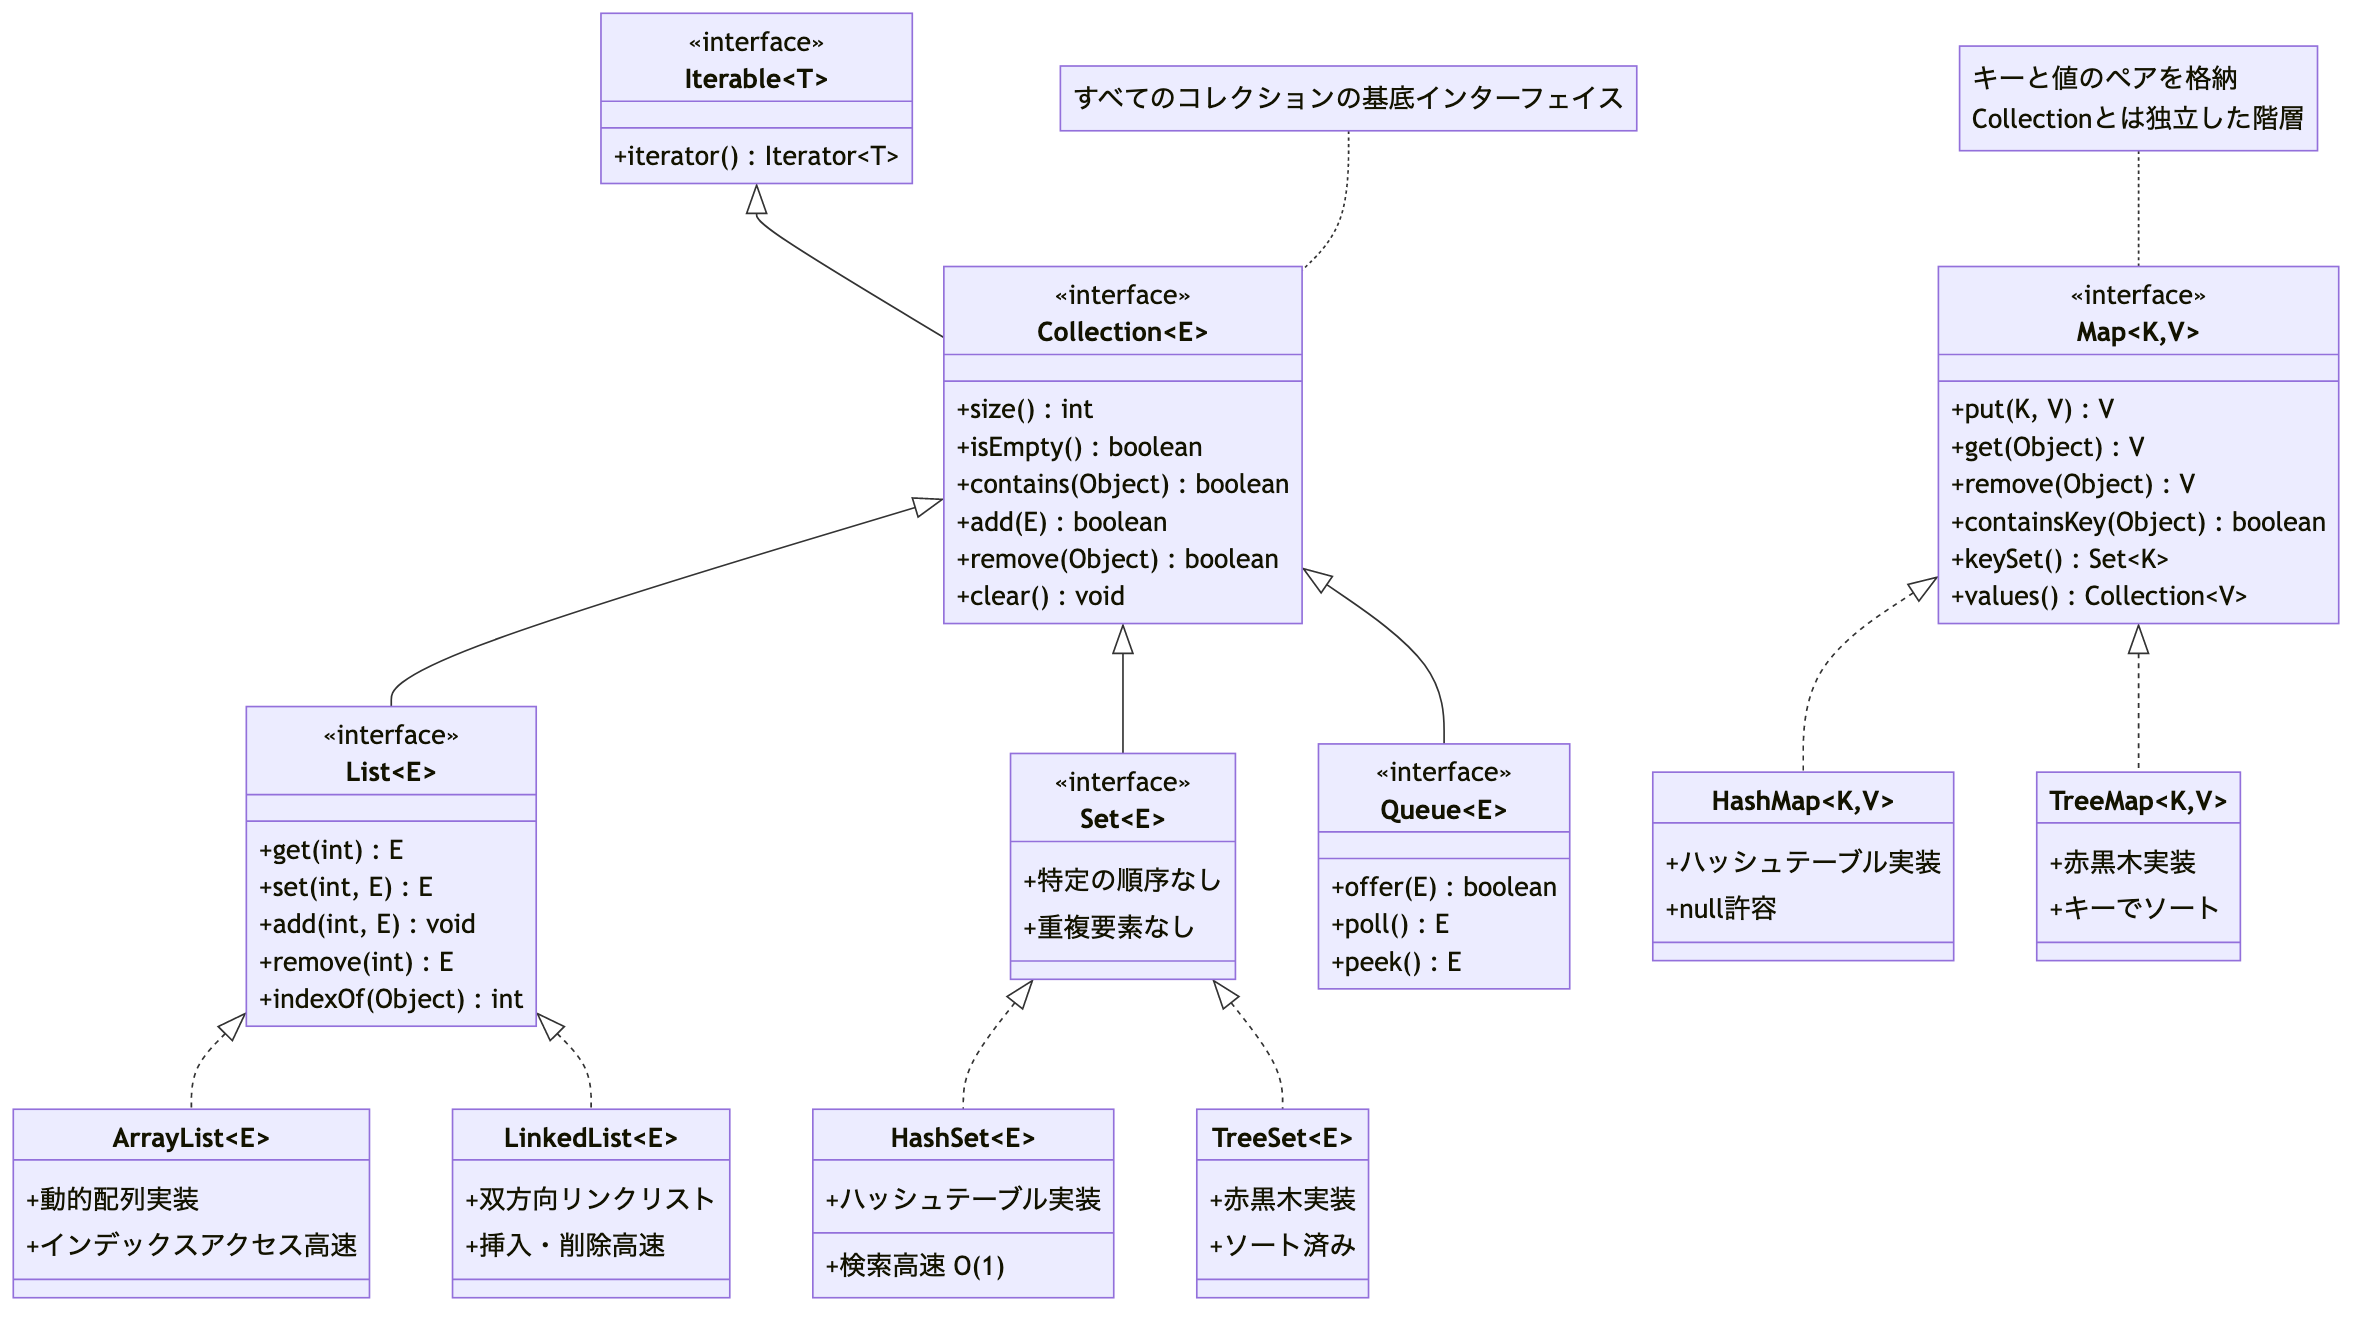 «interface»
Iterable<T>
+iterator() : Iterator<T>
すべてのコレクションの基底インターフェイス
キーと値のペアを格納
Collectionとは独立した階層
«interface»
Collection<E>
+size() : int
+isEmpty() : boolean
+contains(Object) : boolean
+add(E) : boolean
+remove(Object) : boolean
+clear() : void
«interface»
Map<K,V>
+put(K, V) : V
+get(Object) : V
+remove(Object) : V
+containsKey(Object) : boolean
+keySet() : Set<K>
+values() : Collection<V>
«interface»
List<E>
+get(int) : E
+set(int, E) : E
+add(int, E) : void
+remove(int) : E
+indexOf(Object) : int
«interface»
Set<E>
+特定の順序なし
+重複要素なし
«interface»
Queue<E>
+offer(E) : boolean
+poll() : E
+peek() : E
HashMap<K,V>
+ハッシュテーブル実装
+null許容
TreeMap<K,V>
+赤黒木実装
+キーでソート
ArrayList<E>
+動的配列実装
+インデックスアクセス高速
LinkedList<E>
+双方向リンクリスト
+挿入・削除高速
HashSet<E>
+ハッシュテーブル実装
+検索高速 O(1)
TreeSet<E>
+赤黒木実装
+ソート済み